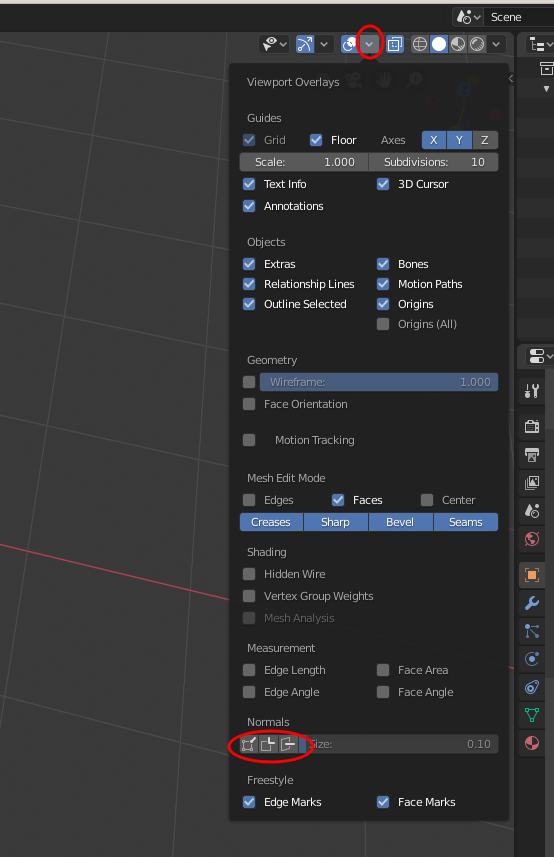 Scene
Viewport Overlays
Guides
Grid Floor Axes X Y Z
Scale: 1.000 Subdivisions: 10
Text Info 3D Cursor
Annotations
Objects
Extras Bones
Relationship Lines Motion Paths
Outline Selected Origins
Origins (All)
Geometry
Wireframe: 1.000
Face Orientation
Motion Tracking
Mesh Edit Mode
Edges Faces Center
Creases Sharp Bevel Seams
Shading
Hidden Wire
Vertex Group Weights
Mesh Analysis
Measurement
Edge Length Face Area
Edge Angle Face Angle
Normals
Size: 0.10
Freestyle
Edge Marks Face Marks